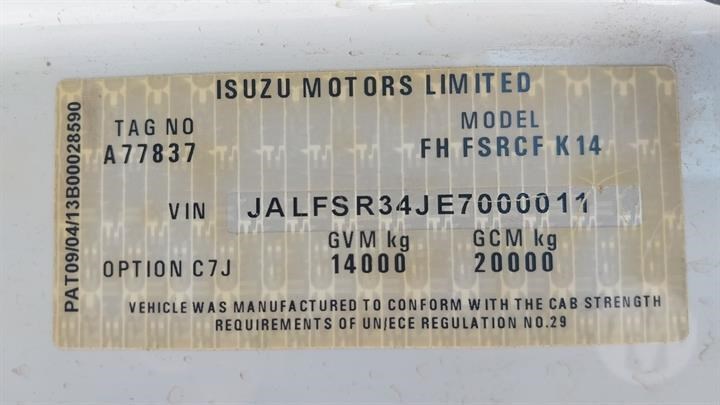 ISUZU MOTORS LIMITED
TAG NO
A77837
MODEL
FH FSRCF K14
VIN JALFSR34JE7000011
GVM kg
14000
GCM kg
20000
OPTION C7J
VEHICLE WAS MANUFACTURED TO CONFORM WITH THE CAB STRENGTH
REQUIREMENTS OF UN/ECE REGULATION NO.29
PAT09/04/13B00028590